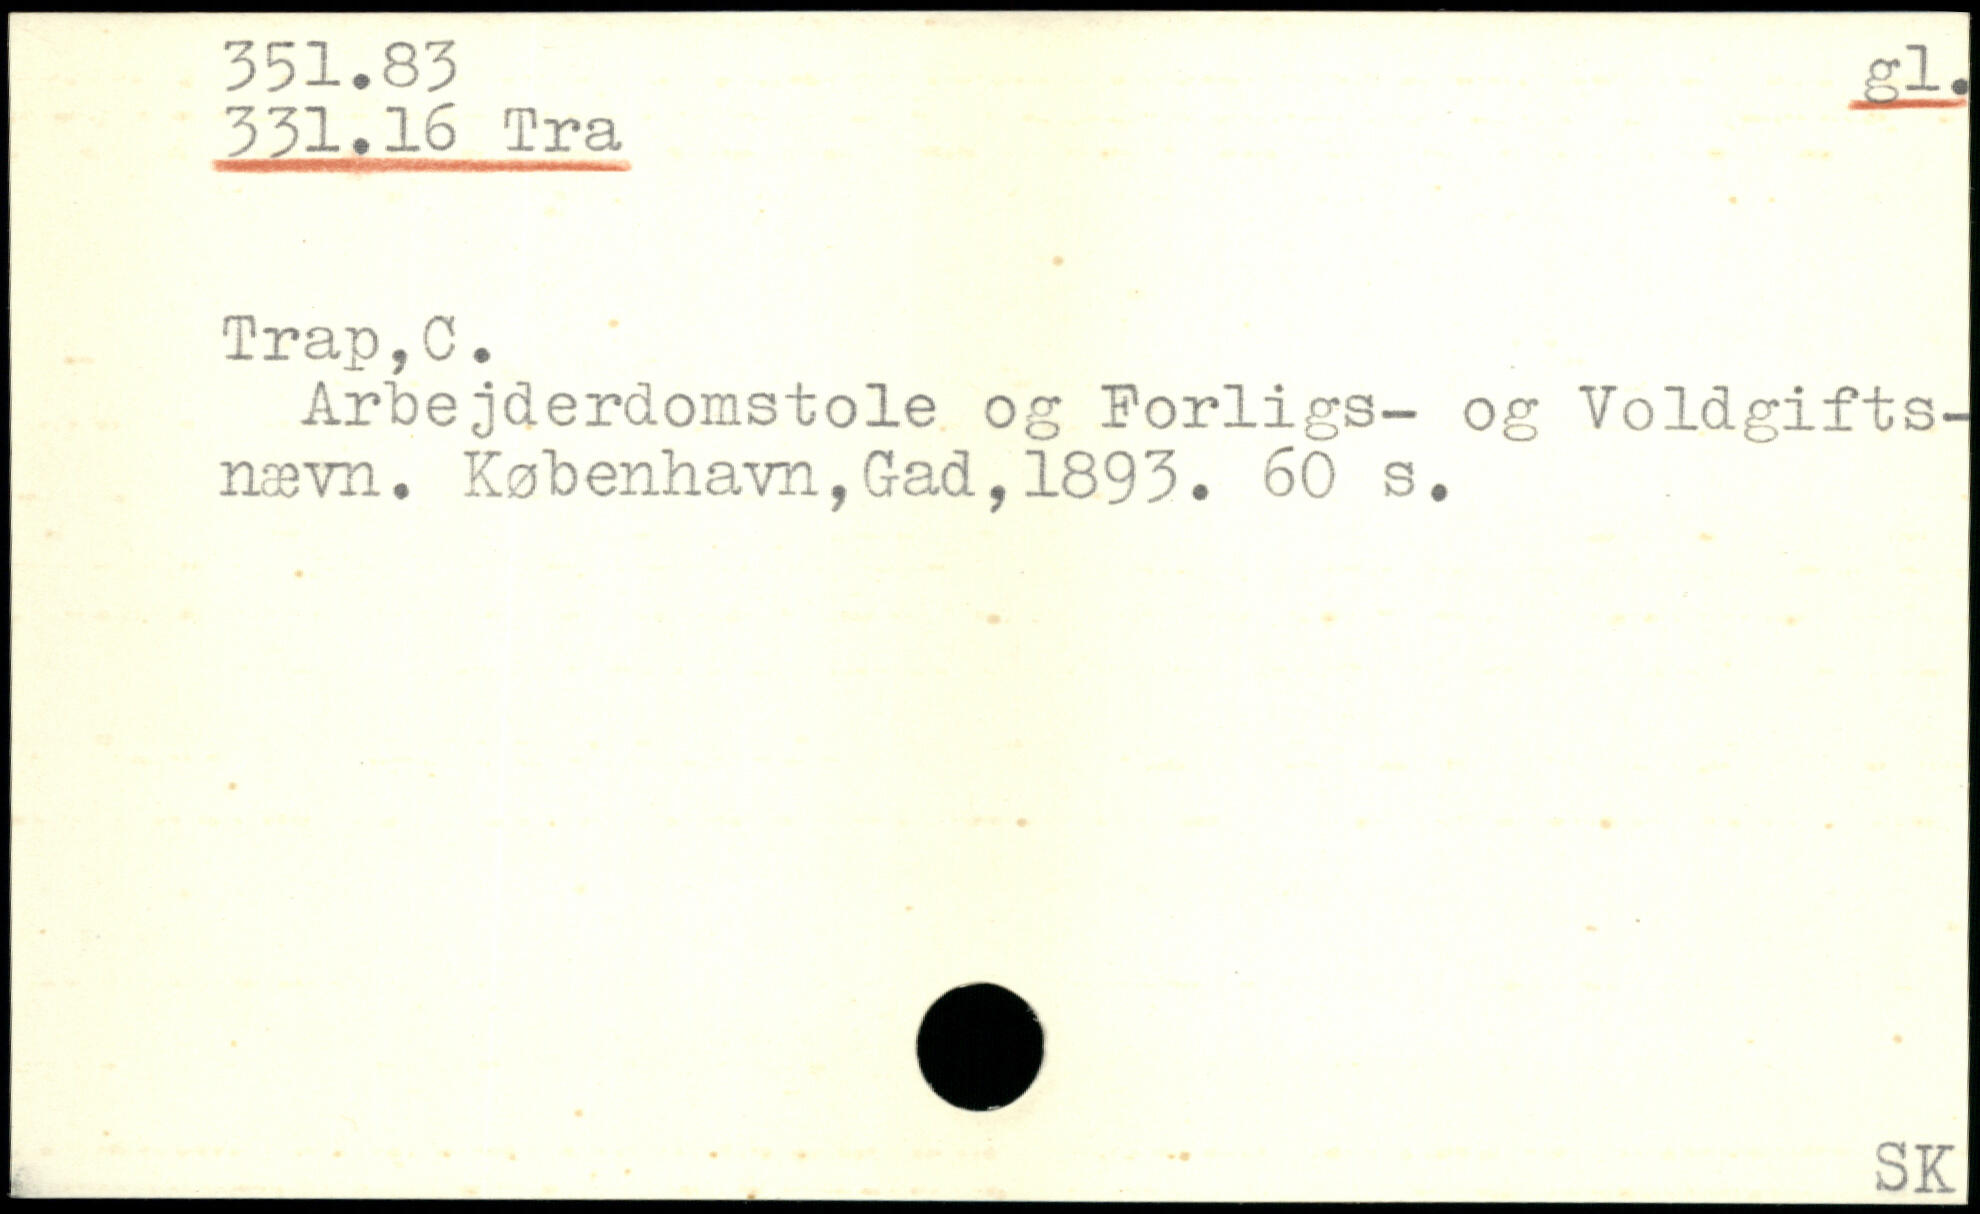 351.83
gl.
331.16 Tra
Trap,C.
Arbejderdomstole og Forligs- og Voldgifts-
nævn. København,Gad,1893. 60 s.
SK